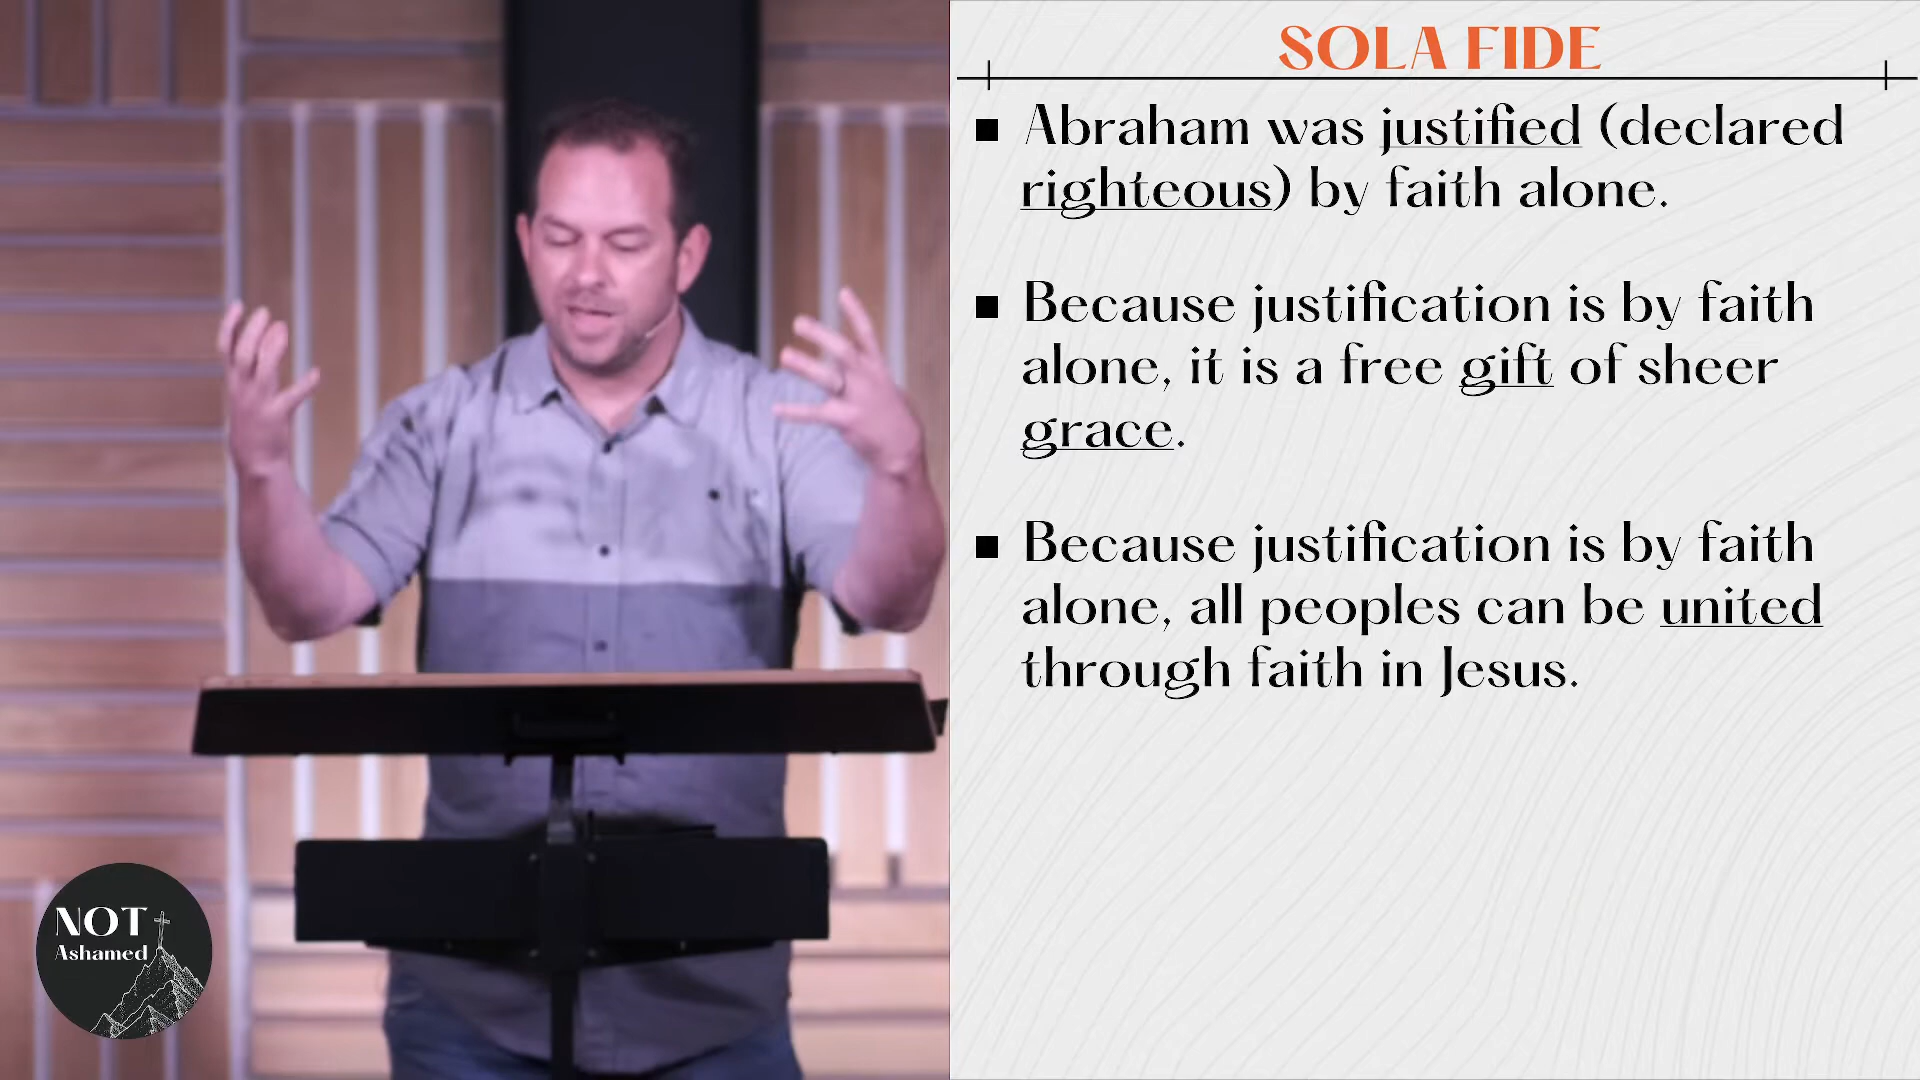 SOLA FIDE
■ Abraham was justified (declared
righteous) by faith alone.
■ Because justification is by faith
alone, it is a free gift of sheer
grace.
■ Because justification is by faith
alone, all peoples can be united
through faith in Jesus.
NOT
Ashamed